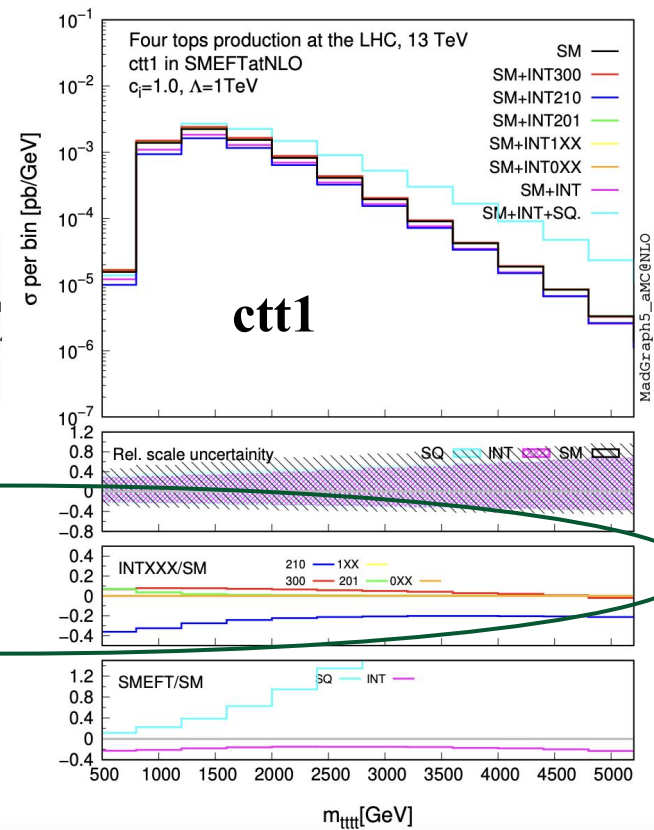 10⁻¹
Four tops production at the LHC, 13 TeV
ctt1 in SMEFTatNLO
cᵢ=1.0, Λ=1TeV
SM
SM+INT300
SM+INT210
SM+INT201
SM+INT1XX
SM+INT0XX
SM+INT
SM+INT+SQ.
10⁻²
10⁻³
10⁻⁴
10⁻⁵
10⁻⁶
10⁻⁷
σ per bin [pb/GeV]
ctt1
MadGraph5_aMC@NLO
1.2
0.8
0.4
0
−0.4
−0.8
Rel. scale uncertainity
SQ INT SM
0.4
0.2
0
−0.2
−0.4
INTXXX/SM
210 1XX
300 201 0XX
1.2
0.8
0.4
0
−0.4
SMEFT/SM
SQ INT
500 1000 1500 2000 2500 3000 3500 4000 4500 5000
mₜₜₜₜ[GeV]